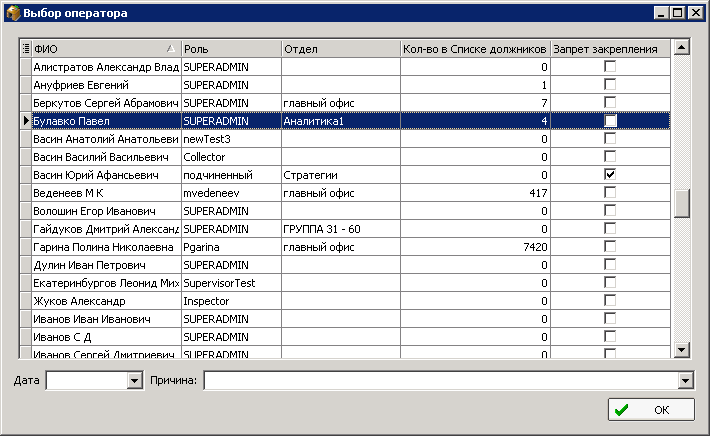 Выбор оператора
ФИО Роль Отдел Кол-во в Списке должников Запрет закрепления
Алистратов Александр Влад SUPERADMIN 0
Ануфриев Евгений SUPERADMIN 1
Беркутов Сергей Абрамович SUPERADMIN главный офис 7
Булавко Павел SUPERADMIN Аналитика1 4
Васин Анатолий Анатольеви newTest3 0
Васин Василий Васильевич Collector 0
Васин Юрий Афансьевич подчиненный Стратегии 0
Веденеев М К mvedeneev главный офис 417
Волошин Егор Иванович SUPERADMIN 0
Гайдуков Дмитрий Александ SUPERADMIN ГРУППА 31 - 60 0
Гарина Полина Николаевна Pgarina главный офис 7420
Дулин Иван Петрович SUPERADMIN 0
Екатеринбургов Леонид Мих SupervisorTest 0
Жуков Александр Inspector 0
Иванов Иван Иванович SUPERADMIN 0
Иванов С Д SUPERADMIN 0
Иванов Сергей Дмитриевич SUPERADMIN 0
Дата Причина:
OK